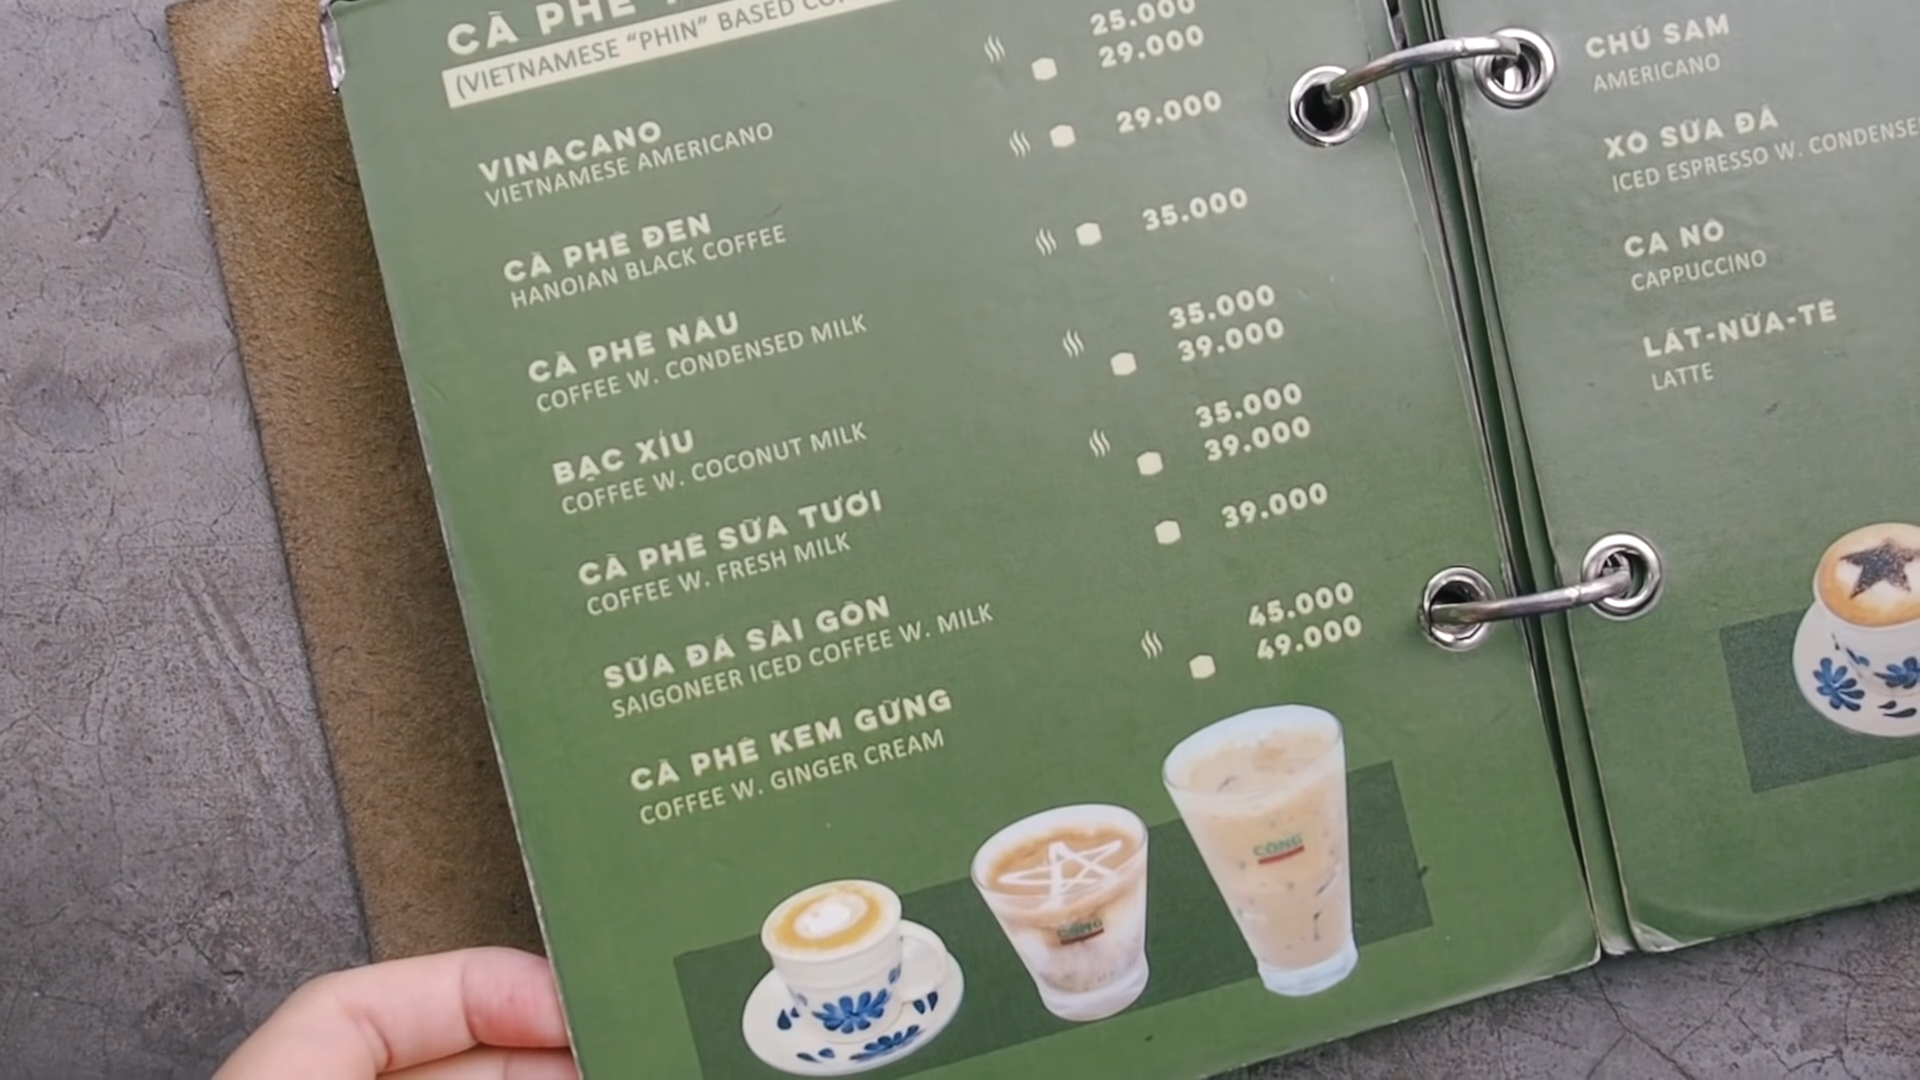 CÀ PHÊ
(VIETNAMESE “PHIN” BASED
25.000
29.000
VINACANO
VIETNAMESE AMERICANO
29.000
CÀ PHÊ ĐEN
HANOIAN BLACK COFFEE
35.000
CÀ PHÊ NÂU
COFFEE W. CONDENSED MILK
35.000
39.000
BẠC XÍU
COFFEE W. COCONUT MILK
35.000
39.000
CÀ PHÊ SỮA TƯƠI
COFFEE W. FRESH MILK
39.000
SỮA ĐÁ SÀI GÒN
SAIGONEER ICED COFFEE W. MILK
45.000
49.000
CÀ PHÊ KEM GỪNG
COFFEE W. GINGER CREAM
CỘNG
CỘNG
CHÚ SAM
AMERICANO
XÔ SỮA ĐÁ
ICED ESPRESSO W.
CA NÔ
CAPPUCCINO
LÁT-NỮA-TÊ
LATTE